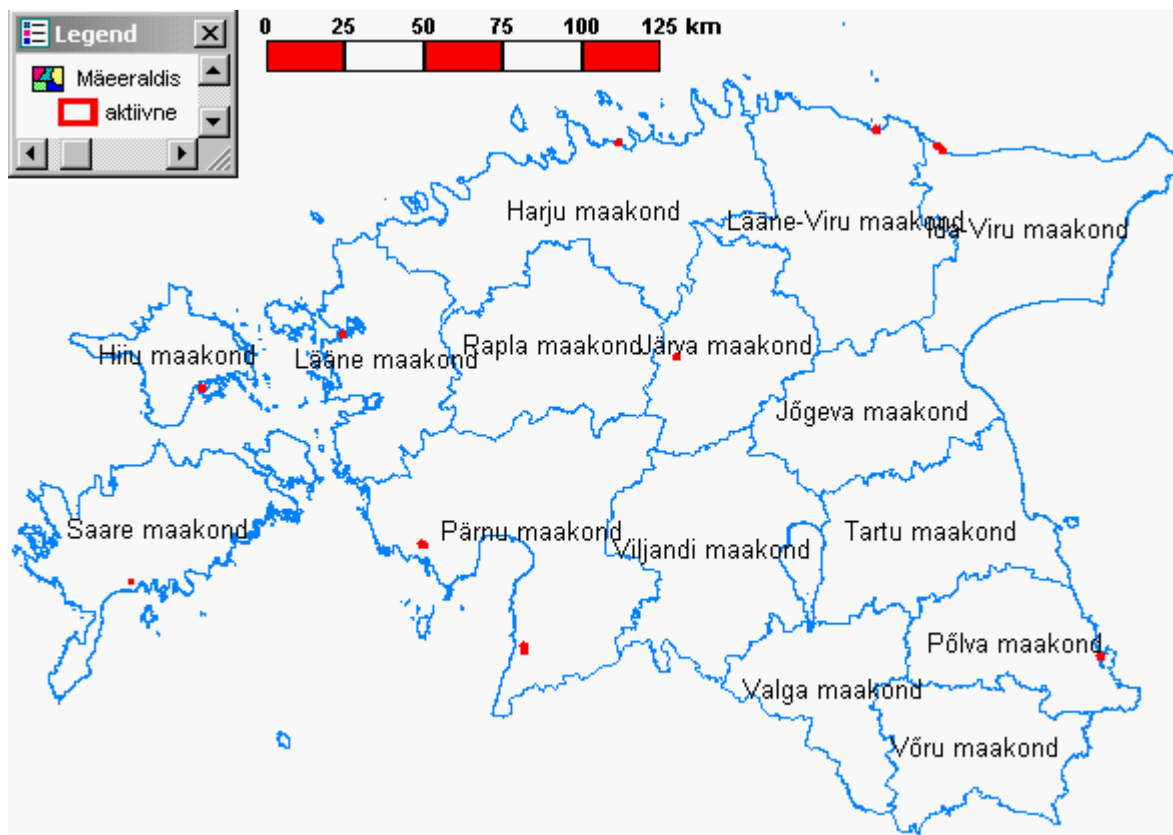 Legend
Mäeeraldis
aktiivne
0 25 50 75 100 125 km
Harju maakond
Lääne-Viru maakond
Ida-Viru maakond
Hiiu maakond
Lääne maakond
Rapla maakond
Järva maakond
Jõgeva maakond
Saare maakond
Pärnu maakond
Viljandi maakond
Tartu maakond
Põlva maakond
Valga maakond
Võru maakond